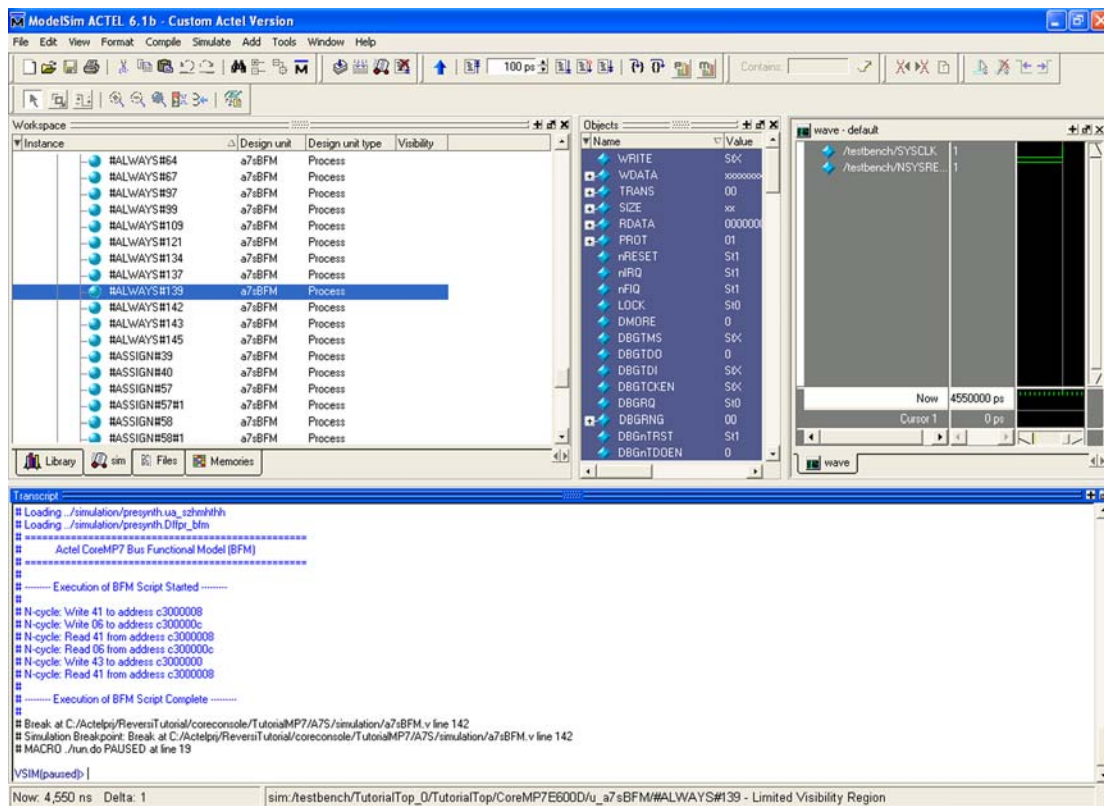 ModelSim ACTEL 6.1b - Custom Actel Version
File Edit View Format Compile Simulate Add Tools Window Help
100 ps
Contains:
Workspace
Instance Design unit Design unit type Visibility
#ALWAYS#64 a7sBFM Process
#ALWAYS#67 a7sBFM Process
#ALWAYS#97 a7sBFM Process
#ALWAYS#99 a7sBFM Process
#ALWAYS#109 a7sBFM Process
#ALWAYS#121 a7sBFM Process
#ALWAYS#134 a7sBFM Process
#ALWAYS#137 a7sBFM Process
#ALWAYS#139 a7sBFM Process
#ALWAYS#142 a7sBFM Process
#ALWAYS#143 a7sBFM Process
#ALWAYS#145 a7sBFM Process
#ASSIGN#39 a7sBFM Process
#ASSIGN#40 a7sBFM Process
#ASSIGN#57 a7sBFM Process
#ASSIGN#57#1 a7sBFM Process
#ASSIGN#58 a7sBFM Process
#ASSIGN#58#1 a7sBFM Process
Library sim Files Memories
Objects
Name Value
WRITE StX
WDATA
TRANS 00
SIZE xx
RDATA
PROT 01
nRESET St1
nIRQ St1
nFIQ St1
LOCK St0
DMORE 0
DBGTMS StX
DBGTDO 0
DBGTDI StX
DBGTCKEN StX
DBGRQ St0
DBGRNG 00
DBGnTRST St1
DBGnTDOEN 0
wave - default
/testbench/SYSCLK 1
/testbench/NSYSRE... 1
Now 4550000 ps
Cursor 1 0 ps
wave
Transcript
# Loading ../simulation/presynth.ua_szhmhthh
# Loading ../simulation/presynth.Dffpr_bfm
# ==================================================
# Actel CoreMP7 Bus Functional Model (BFM)
# ==================================================
#
# -------- Execution of BFM Script Started --------
#
# N-cycle: Write 41 to address c3000008
# N-cycle: Write 06 to address c300000c
# N-cycle: Read 41 from address c3000008
# N-cycle: Read 06 from address c300000c
# N-cycle: Write 43 to address c3000000
# N-cycle: Read 41 from address c3000008
#
# -------- Execution of BFM Script Complete --------
#
# Break at C:/Actelprj/ReversiTutorial/coreconsole/TutorialMP7/A7S/simulation/a7sBFM.v line 142
# Simulation Breakpoint: Break at C:/Actelprj/ReversiTutorial/coreconsole/TutorialMP7/A7S/simulation/a7sBFM.v line 142
# MACRO ./run.do PAUSED at line 19
VSIM(paused)>
Now: 4,550 ns Delta: 1 sim:/testbench/TutorialTop_0/TutorialTop/CoreMP7E600D/u_a7sBFM/#ALWAYS#139 - Limited Visibility Region